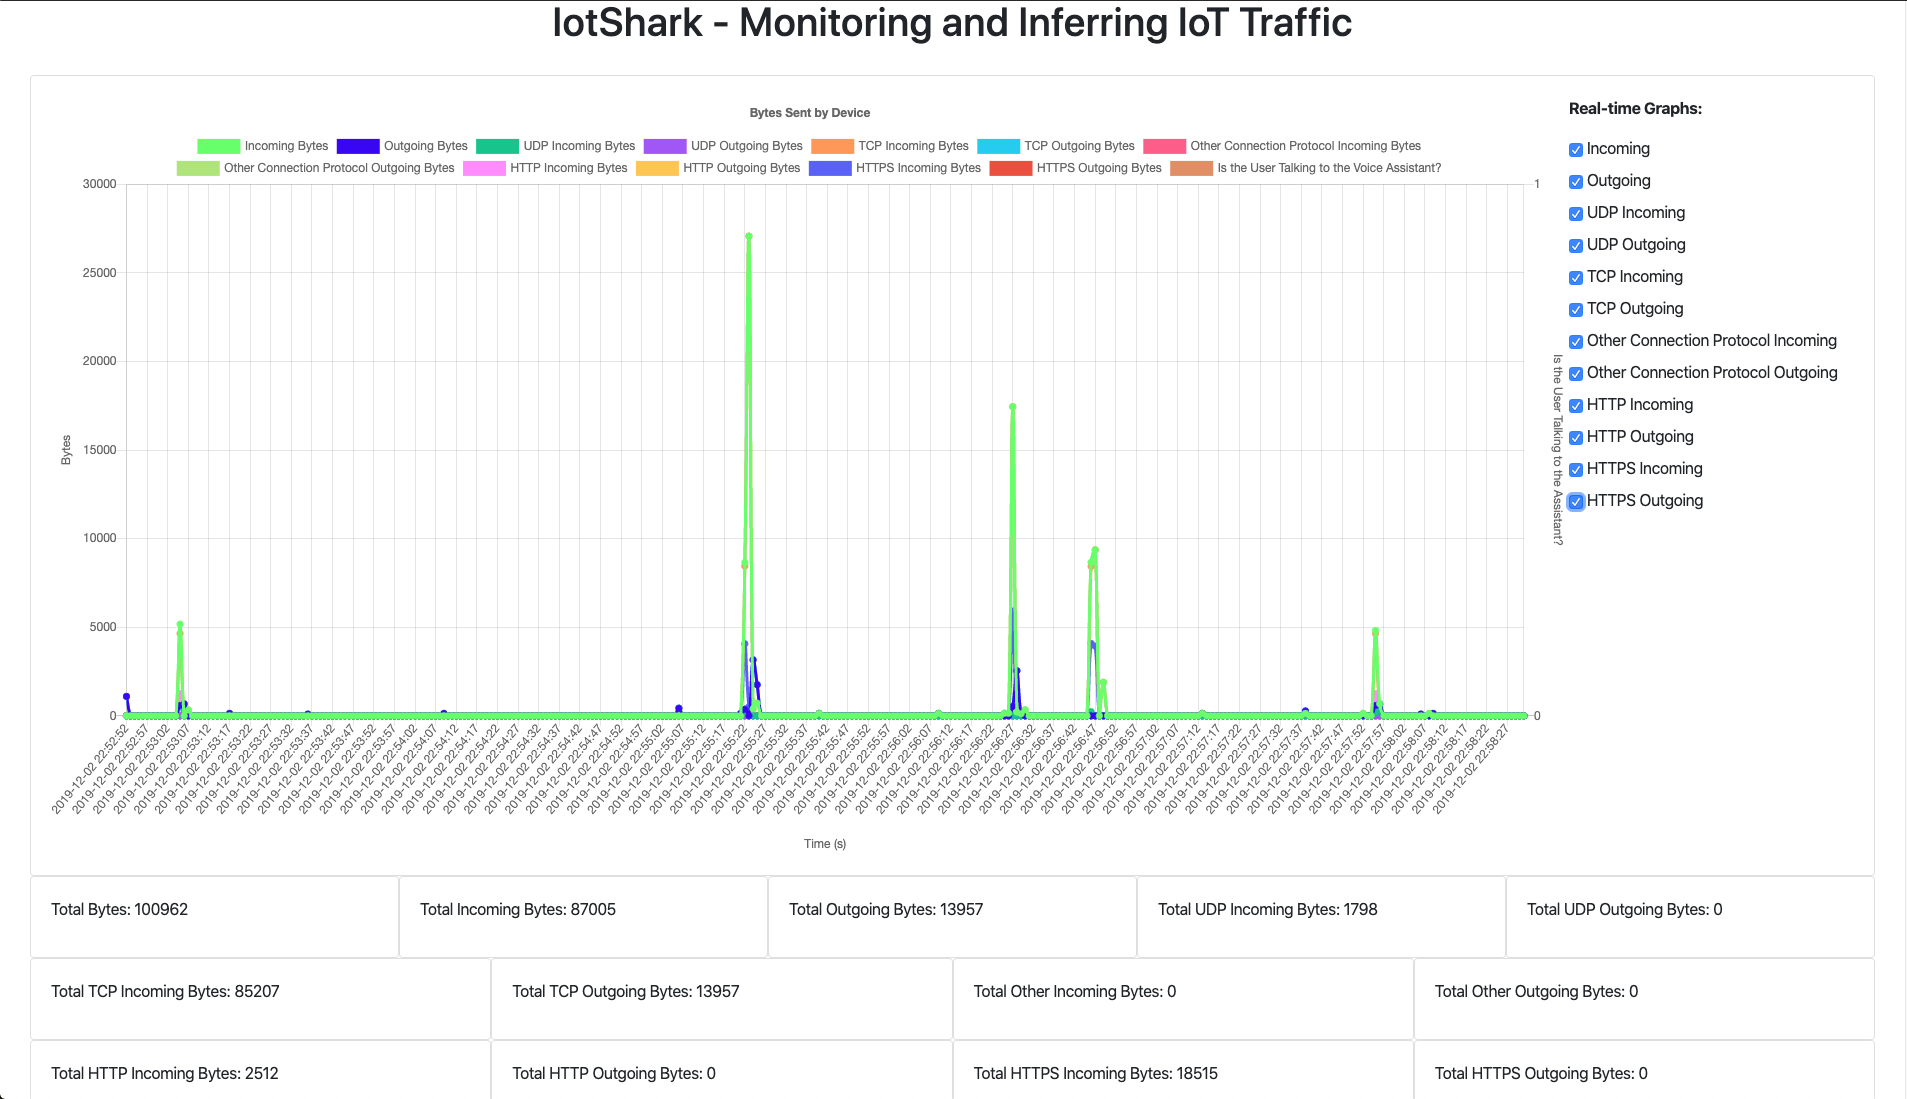 IotShark - Monitoring and Inferring IoT Traffic
Bytes Sent by Device
Incoming Bytes Outgoing Bytes UDP Incoming Bytes UDP Outgoing Bytes TCP Incoming Bytes TCP Outgoing Bytes Other Connection Protocol Incoming Bytes
Other Connection Protocol Outgoing Bytes HTTP Incoming Bytes HTTP Outgoing Bytes HTTPS Incoming Bytes HTTPS Outgoing Bytes Is the User Talking to the Voice Assistant?
30000
25000
20000
15000
10000
5000
0
Bytes
1
0
Is the User Talking to the Assistant?
2019-12-02 22:52:52
2019-12-02 22:52:57
2019-12-02 22:53:02
2019-12-02 22:53:07
2019-12-02 22:53:12
2019-12-02 22:53:17
2019-12-02 22:53:22
2019-12-02 22:53:27
2019-12-02 22:53:32
2019-12-02 22:53:37
2019-12-02 22:53:42
2019-12-02 22:53:47
2019-12-02 22:53:52
2019-12-02 22:53:57
2019-12-02 22:54:02
2019-12-02 22:54:07
2019-12-02 22:54:12
2019-12-02 22:54:17
2019-12-02 22:54:22
2019-12-02 22:54:27
2019-12-02 22:54:32
2019-12-02 22:54:37
2019-12-02 22:54:42
2019-12-02 22:54:47
2019-12-02 22:54:52
2019-12-02 22:54:57
2019-12-02 22:55:02
2019-12-02 22:55:07
2019-12-02 22:55:12
2019-12-02 22:55:17
2019-12-02 22:55:22
2019-12-02 22:55:27
2019-12-02 22:55:32
2019-12-02 22:55:37
2019-12-02 22:55:42
2019-12-02 22:55:47
2019-12-02 22:55:52
2019-12-02 22:55:57
2019-12-02 22:56:02
2019-12-02 22:56:07
2019-12-02 22:56:12
2019-12-02 22:56:17
2019-12-02 22:56:22
2019-12-02 22:56:27
2019-12-02 22:56:32
2019-12-02 22:56:37
2019-12-02 22:56:42
2019-12-02 22:56:47
2019-12-02 22:56:52
2019-12-02 22:56:57
2019-12-02 22:57:02
2019-12-02 22:57:07
2019-12-02 22:57:12
2019-12-02 22:57:17
2019-12-02 22:57:22
2019-12-02 22:57:27
2019-12-02 22:57:32
2019-12-02 22:57:37
2019-12-02 22:57:42
2019-12-02 22:57:47
2019-12-02 22:57:52
2019-12-02 22:57:57
2019-12-02 22:58:02
2019-12-02 22:58:07
2019-12-02 22:58:12
2019-12-02 22:58:17
2019-12-02 22:58:22
2019-12-02 22:58:27
Time (s)
Real-time Graphs:
Incoming
Outgoing
UDP Incoming
UDP Outgoing
TCP Incoming
TCP Outgoing
Other Connection Protocol Incoming
Other Connection Protocol Outgoing
HTTP Incoming
HTTP Outgoing
HTTPS Incoming
HTTPS Outgoing
Total Bytes: 100962
Total Incoming Bytes: 87005
Total Outgoing Bytes: 13957
Total UDP Incoming Bytes: 1798
Total UDP Outgoing Bytes: 0
Total TCP Incoming Bytes: 85207
Total TCP Outgoing Bytes: 13957
Total Other Incoming Bytes: 0
Total Other Outgoing Bytes: 0
Total HTTP Incoming Bytes: 2512
Total HTTP Outgoing Bytes: 0
Total HTTPS Incoming Bytes: 18515
Total HTTPS Outgoing Bytes: 0